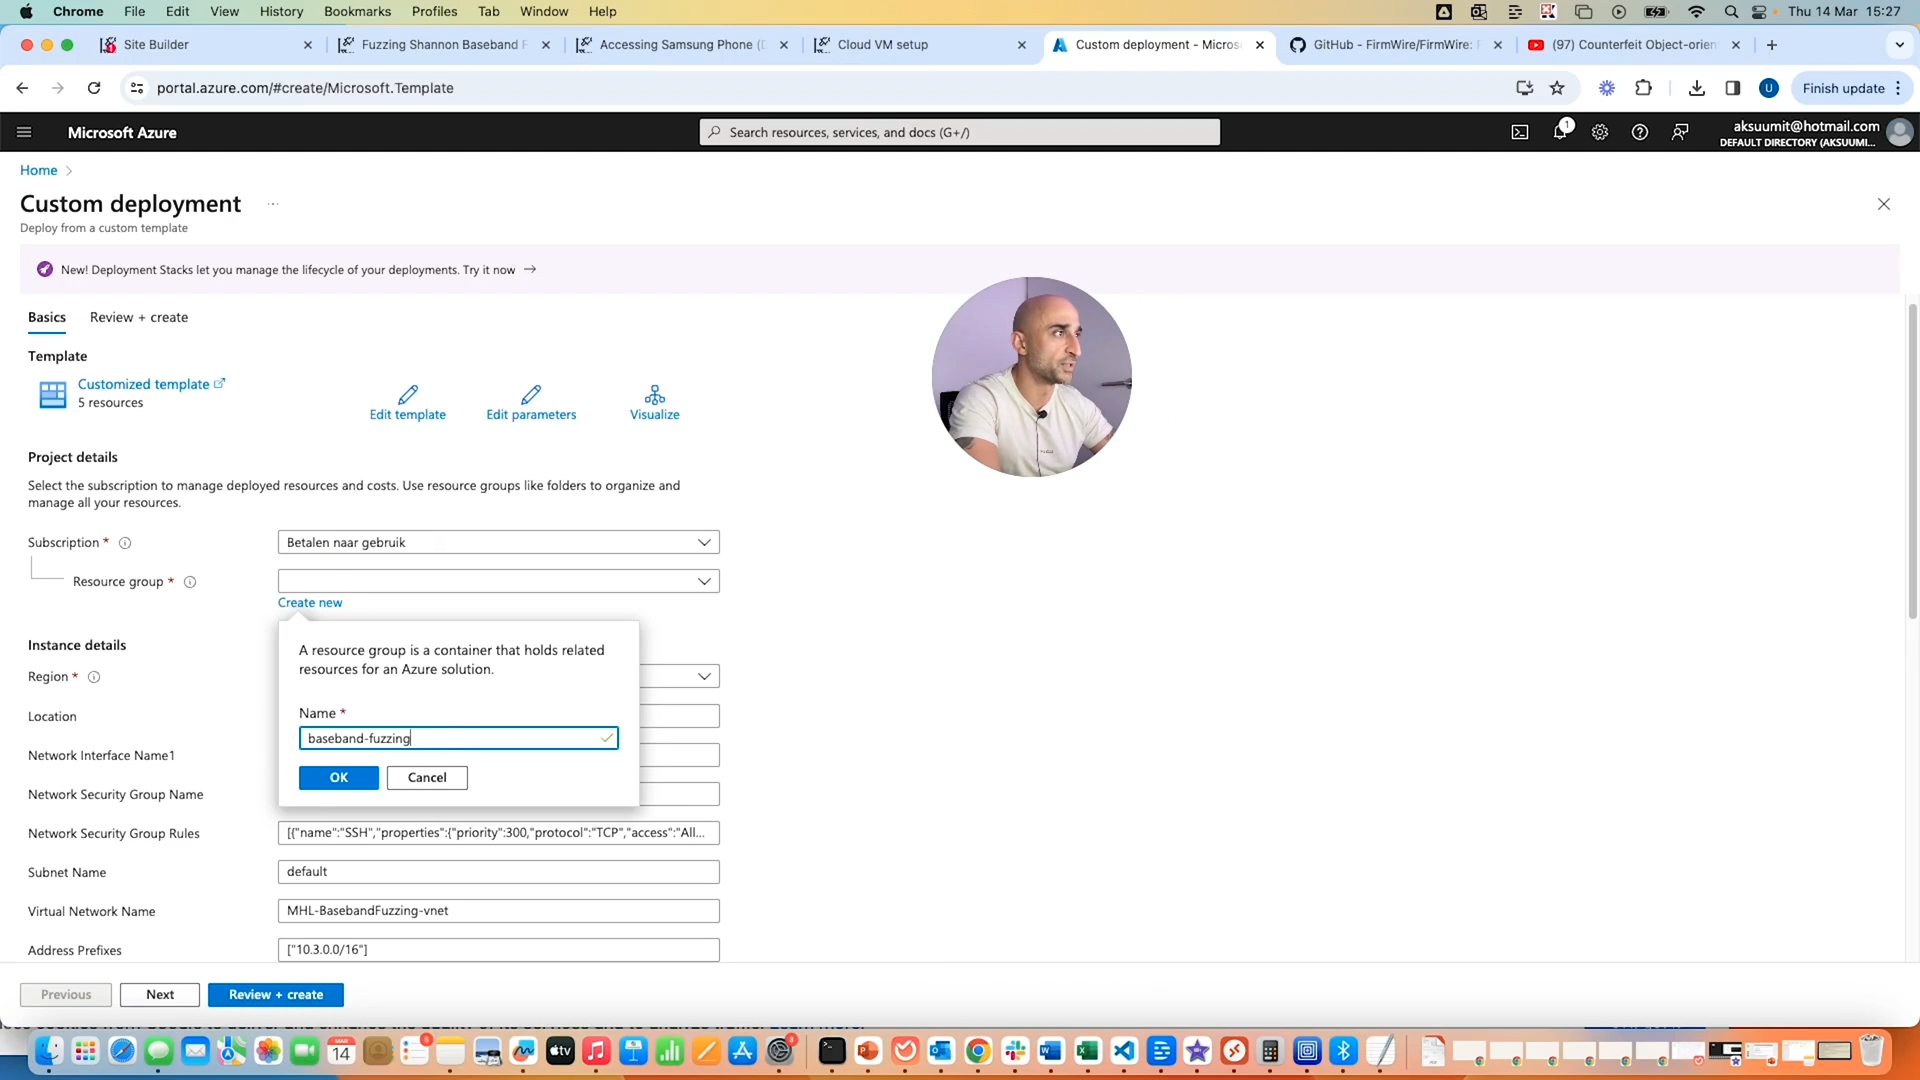 Chrome File Edit View History Bookmarks Profiles Tab Window Help Thu 14 Mar 15:27
Site Builder Fuzzing Shannon Baseband F Accessing Samsung Phone (D Cloud VM setup Custom deployment - Micros GitHub - FirmWire/FirmWire: F (97) Counterfeit Object-orien
portal.azure.com/#create/Microsoft.Template U Finish update
Microsoft Azure Search resources, services, and docs (G+/) 1 aksuumit@hotmail.com
DEFAULT DIRECTORY (AKSUUMI...
Home
Custom deployment ...
Deploy from a custom template
New! Deployment Stacks let you manage the lifecycle of your deployments. Try it now →
Basics Review + create
Template
Customized template
5 resources
Edit template Edit parameters Visualize
Project details
Select the subscription to manage deployed resources and costs. Use resource groups like folders to organize and
manage all your resources.
Subscription * Betalen naar gebruik
Resource group *
Create new
A resource group is a container that holds related
resources for an Azure solution.
Name *
baseband-fuzzing
OK Cancel
Instance details
Region *
Location
Network Interface Name1
Network Security Group Name
Network Security Group Rules [{"name":"SSH","properties":{"priority":300,"protocol":"TCP","access":"All...
Subnet Name default
Virtual Network Name MHL-BasebandFuzzing-vnet
Address Prefixes ["10.3.0.0/16"]
Previous Next Review + create
MAR
14
tv